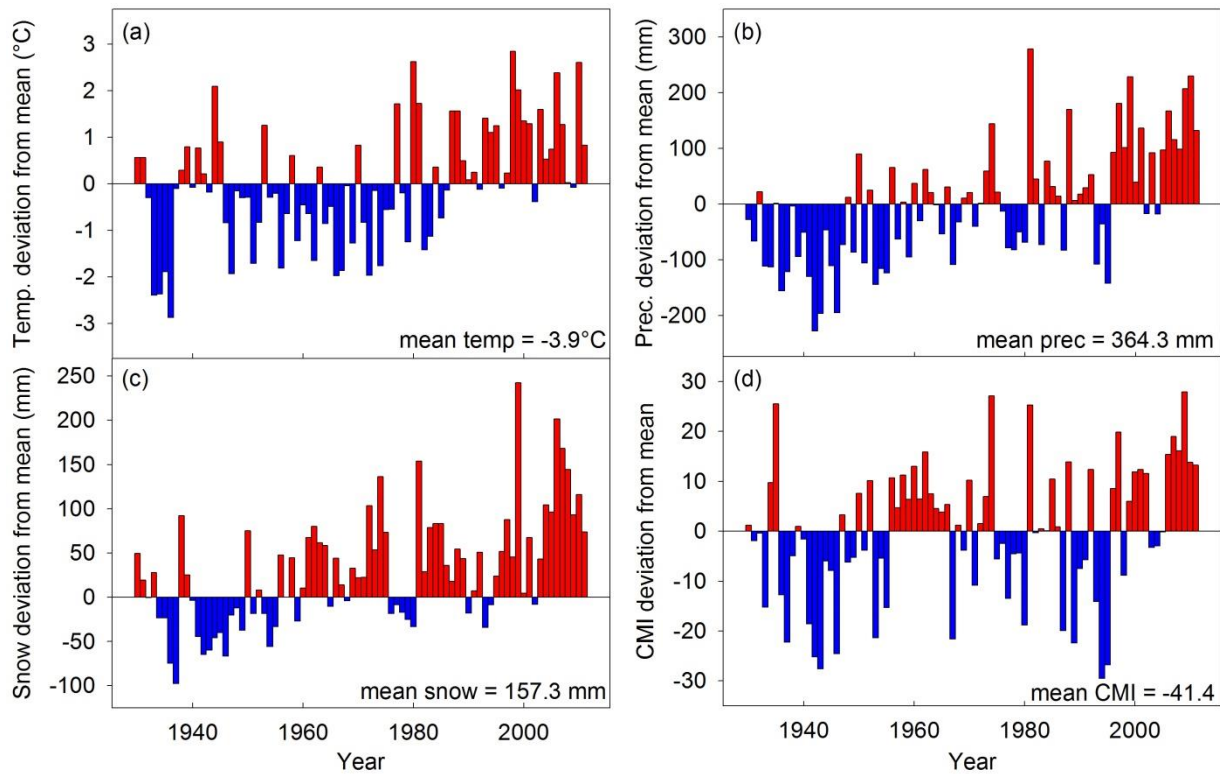 (a)
Temp. deviation from mean (°C)
3
2
1
0
-1
-2
-3
mean temp = -3.9°C
(b)
Prec. deviation from mean (mm)
300
200
100
0
-100
-200
mean prec = 364.3 mm
(c)
Snow deviation from mean (mm)
250
200
150
100
50
0
-50
-100
mean snow = 157.3 mm
1940 1960 1980 2000
Year
(d)
CMI deviation from mean
30
20
10
0
-10
-20
-30
mean CMI = -41.4
1940 1960 1980 2000
Year